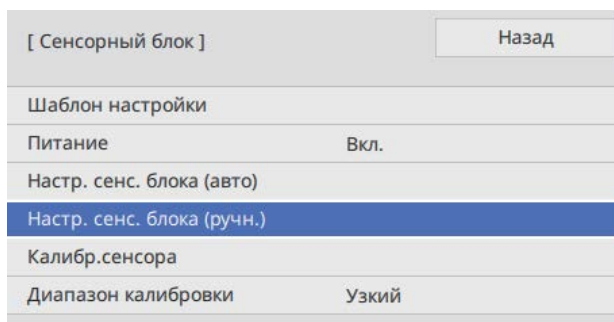 [ Сенсорный блок ]
Назад
Шаблон настройки
Питание Вкл.
Настр. сенс. блока (авто)
Настр. сенс. блока (ручн.)
Калибр.сенсора
Диапазон калибровки Узкий